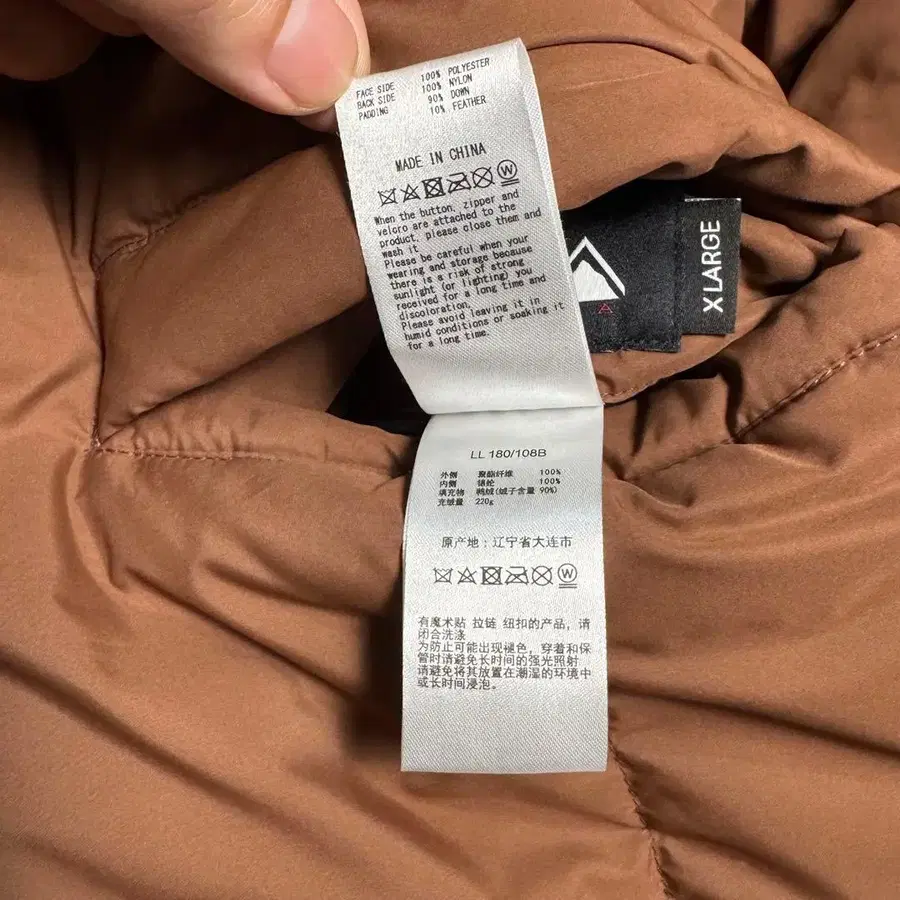 FACE SIDE 100% POLYESTER
BACK SIDE 100% NYLON
PADDING 90% DOWN
10% FEATHER
MADE IN CHINA
W
When the button, zipper and
velcro are attached to the
product, please close them and
wash it
Please be careful when your
wearing and storage because
there is a risk of strong
sunlight (or lighting) you
received for a long time and
discoloration.
Please avoid leaving it in
humid conditions or soaking it
for a long time.
X LARGE
A
LL 180/108B
外侧 聚酯纤维 100%
内侧 锦纶 100%
填充物 鹅绒(绒子含量 90%)
充绒量 220g
原产地：辽宁省大连市
W
有魔术贴 拉链 纽扣的产品，请
闭合洗涤
为防止可能出现褪色，穿着和保
管时请避免长时间的强光照射
请避免将其放置在潮湿的环境中
或长时间浸泡。